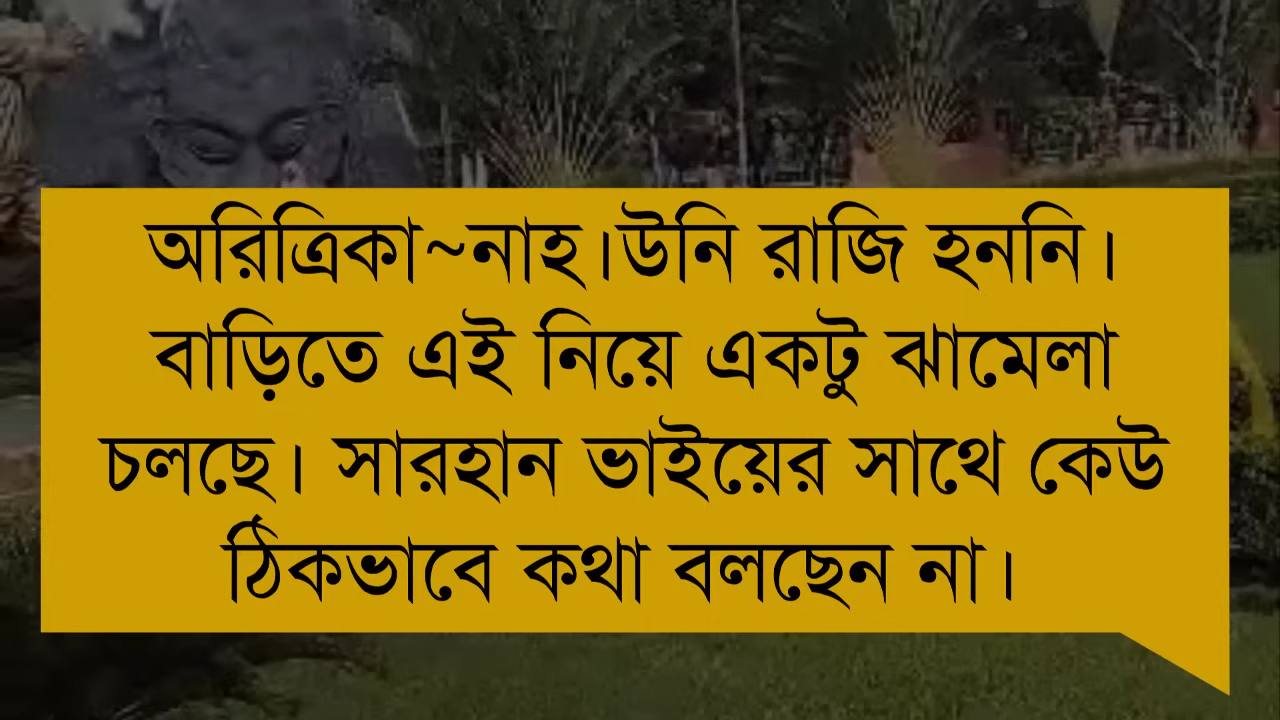 অরিত্রিকা~নাহ।উনি রাজি হননি।
বাড়িতে এই নিয়ে একটু ঝামেলা
চলছে। সারহান ভাইয়ের সাথে কেউ
ঠিকভাবে কথা বলছেন না।